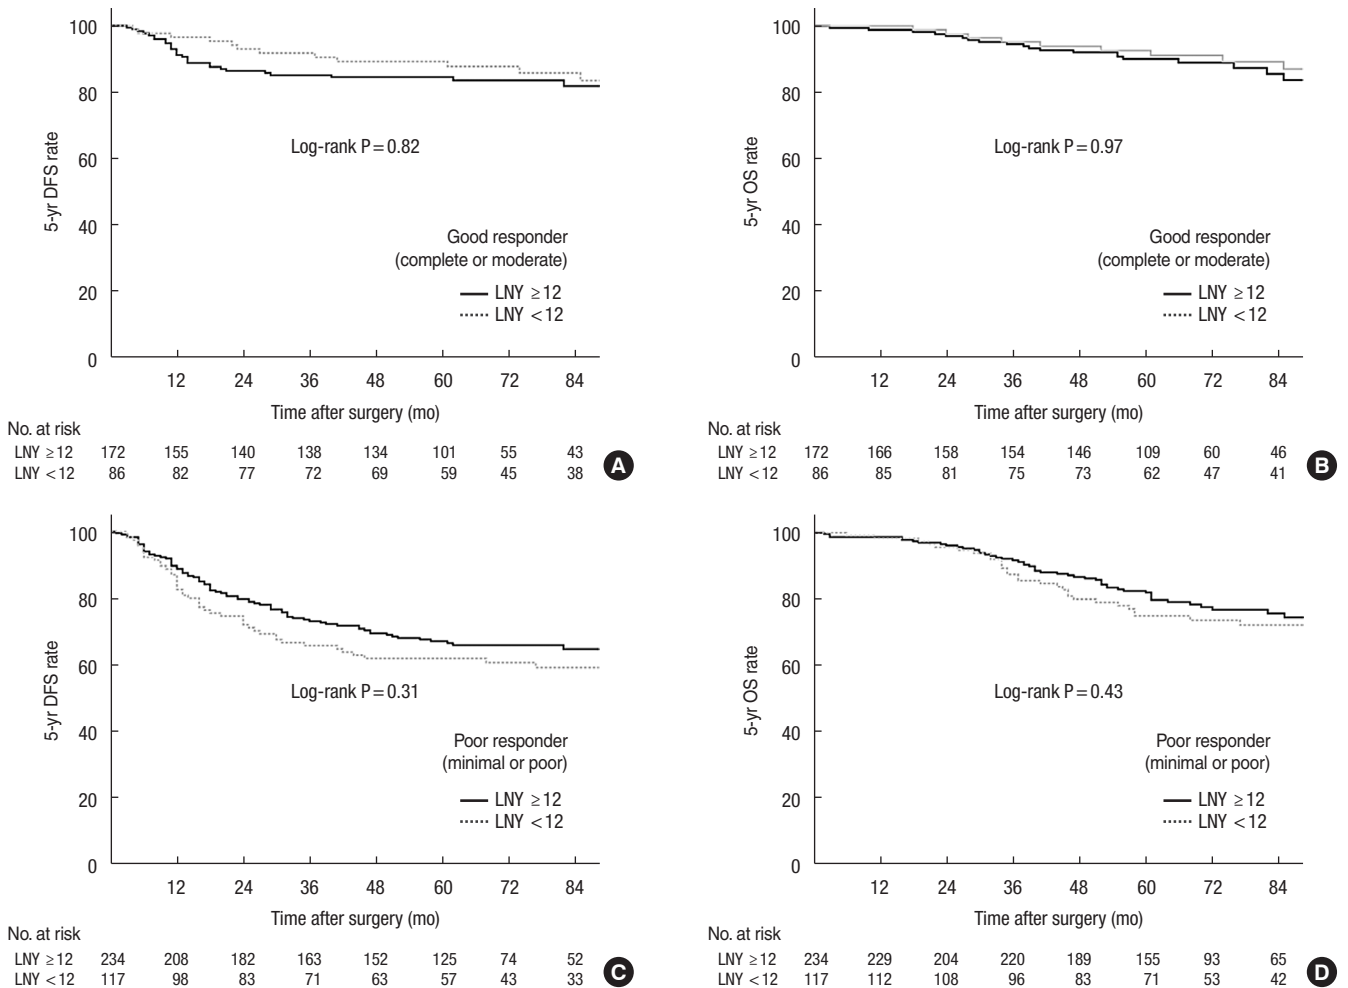 100
80
60
40
20
0
5-yr DFS rate
Log-rank P=0.82
Good responder
(complete or moderate)
LNY ≥12
LNY <12
12 24 36 48 60 72 84
Time after surgery (mo)
No. at risk
LNY ≥12 172 155 140 138 134 101 55 43
LNY <12 86 82 77 72 69 59 45 38
A
100
80
60
40
20
0
5-yr OS rate
Log-rank P=0.97
Good responder
(complete or moderate)
LNY ≥12
LNY <12
12 24 36 48 60 72 84
Time after surgery (mo)
No. at risk
LNY ≥12 172 166 158 154 146 109 60 46
LNY <12 86 85 81 75 73 62 47 41
B
100
80
60
40
20
0
5-yr DFS rate
Log-rank P=0.31
Poor responder
(minimal or poor)
LNY ≥12
LNY <12
12 24 36 48 60 72 84
Time after surgery (mo)
No. at risk
LNY ≥12 234 208 182 163 152 125 74 52
LNY <12 117 98 83 71 63 57 43 33
C
100
80
60
40
20
0
5-yr OS rate
Log-rank P=0.43
Poor responder
(minimal or poor)
LNY ≥12
LNY <12
12 24 36 48 60 72 84
Time after surgery (mo)
No. at risk
LNY ≥12 234 229 204 220 189 155 93 65
LNY <12 117 112 108 96 83 71 53 42
D